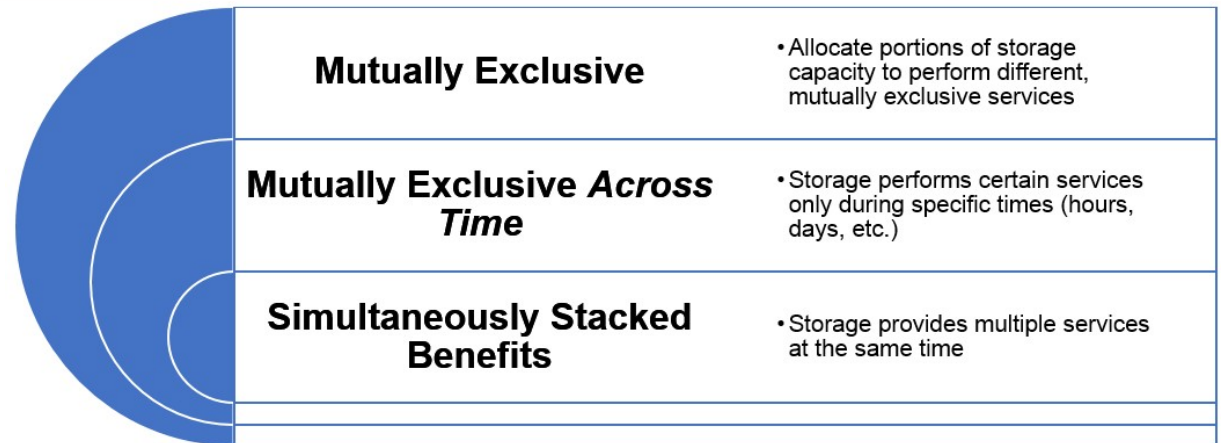 Mutually Exclusive
•Allocate portions of storage
capacity to perform different,
mutually exclusive services
Mutually Exclusive Across
Time
•Storage performs certain services
only during specific times (hours,
days, etc.)
Simultaneously Stacked
Benefits
•Storage provides multiple services
at the same time